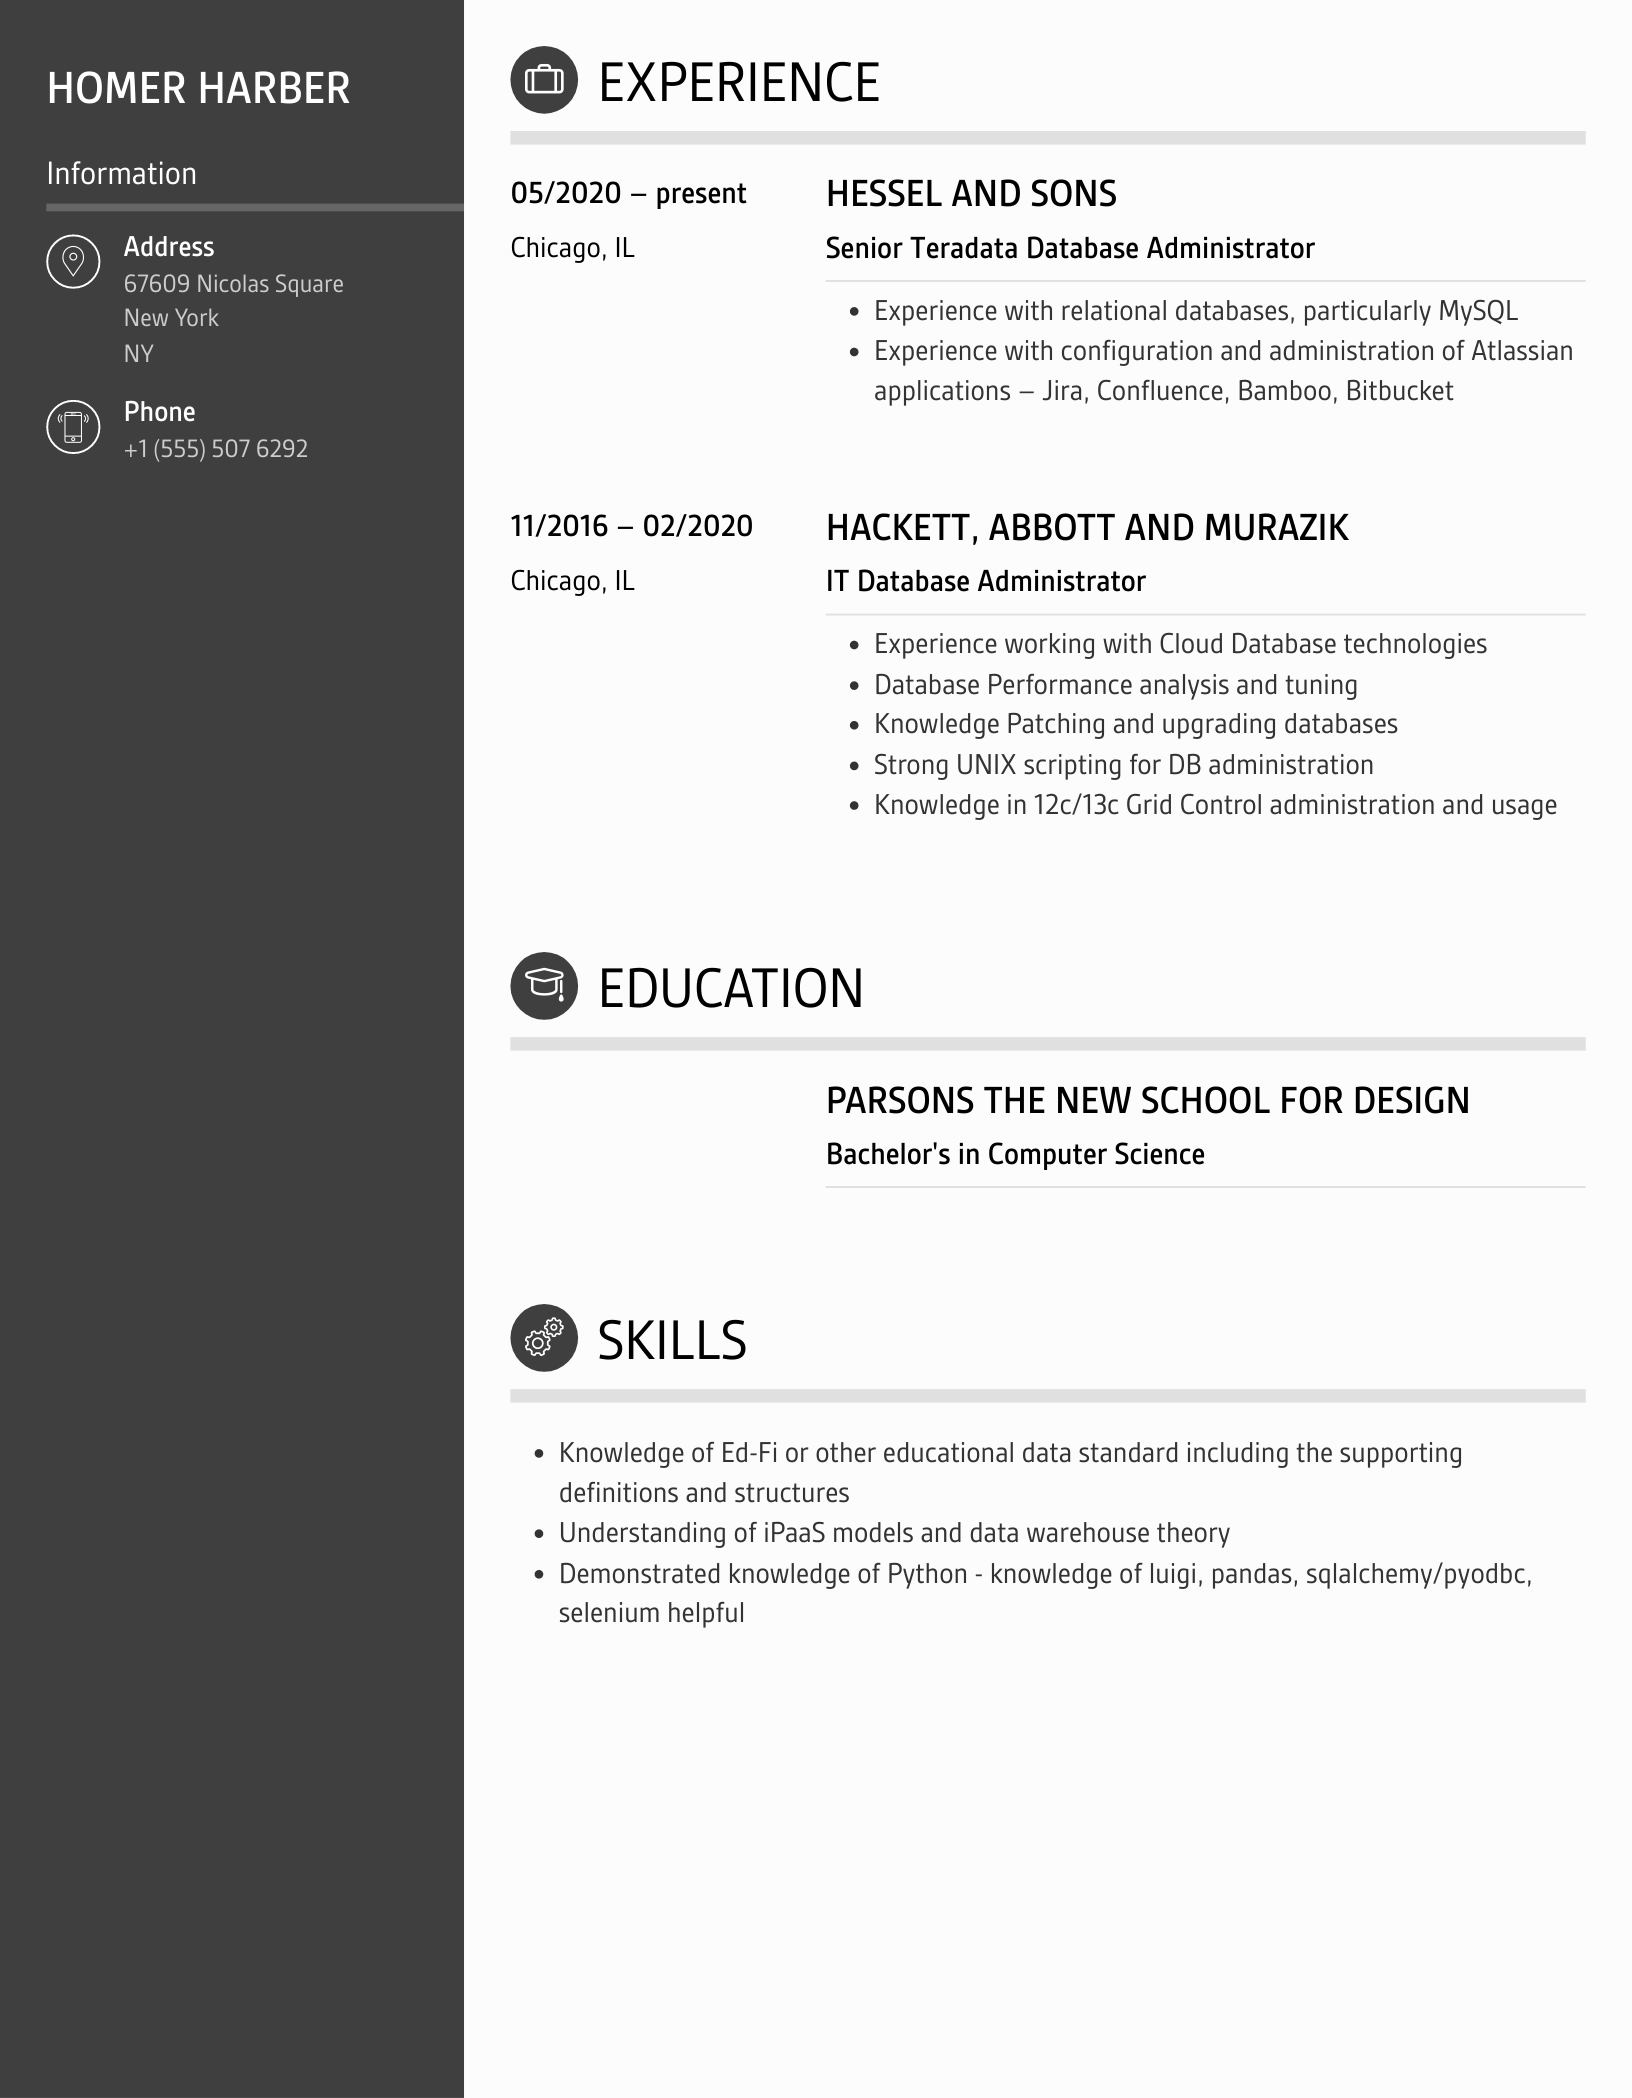 HOMER HARBER
Information
Address
67609 Nicolas Square
New York
NY
Phone
+1 (555) 507 6292
EXPERIENCE
05/2020 – present
Chicago, IL
HESSEL AND SONS
Senior Teradata Database Administrator
• Experience with relational databases, particularly MySQL
• Experience with configuration and administration of Atlassian
applications – Jira, Confluence, Bamboo, Bitbucket
11/2016 – 02/2020
Chicago, IL
HACKETT, ABBOTT AND MURAZIK
IT Database Administrator
• Experience working with Cloud Database technologies
• Database Performance analysis and tuning
• Knowledge Patching and upgrading databases
• Strong UNIX scripting for DB administration
• Knowledge in 12c/13c Grid Control administration and usage
EDUCATION
PARSONS THE NEW SCHOOL FOR DESIGN
Bachelor's in Computer Science
SKILLS
• Knowledge of Ed-Fi or other educational data standard including the supporting
definitions and structures
• Understanding of iPaaS models and data warehouse theory
• Demonstrated knowledge of Python - knowledge of luigi, pandas, sqlalchemy/pyodbc,
selenium helpful